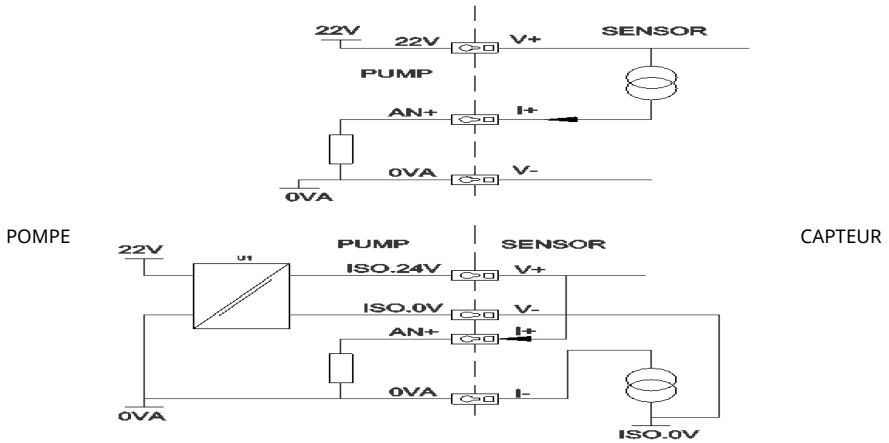 22V
22V
V+
SENSOR
PUMP
AN+
I+
0VA
V-
0VA
POMPE
CAPTEUR
PUMP
SENSOR
22V
U1
ISO.24V
V+
ISO.0V
V-
AN+
I+
0VA
I-
0VA
ISO.0V